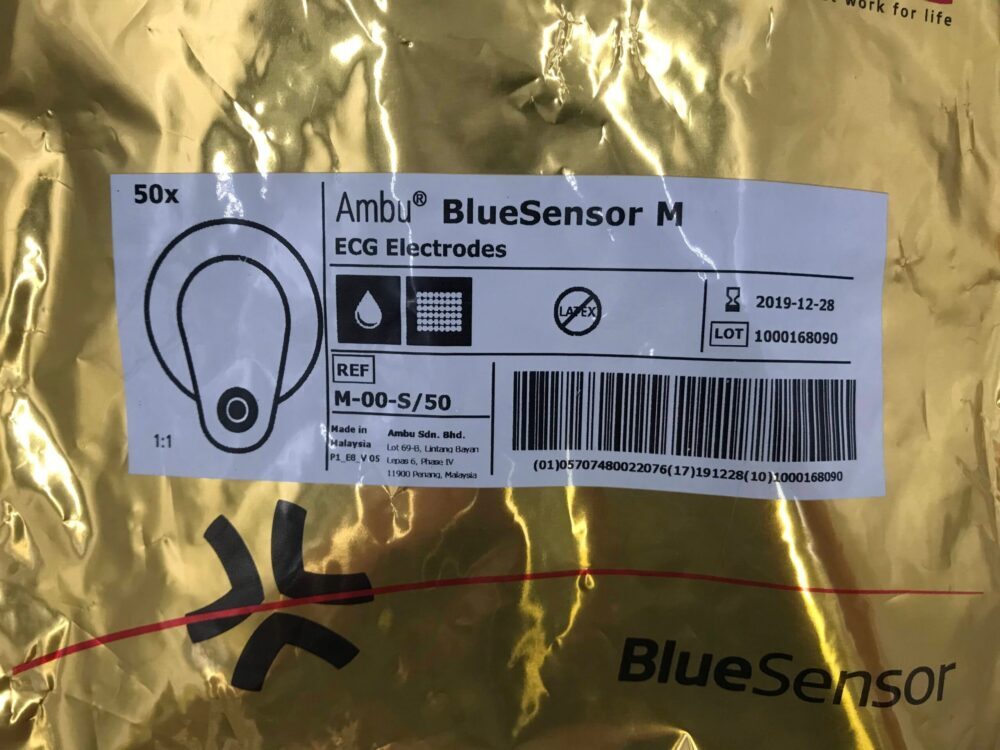 work for life
50x
Ambu® BlueSensor M
ECG Electrodes
LATEX
2019-12-28
LOT 1000168090
REF
M-00-S/50
1:1
Made in
Malaysia
P1_E8_V 05
Ambu Sdn. Bhd.
Lot 69-B, Lintang Bayan
Lepas 6, Phase IV
11900 Penang, Malaysia
(01)05707480022076(17)191228(10)1000168090
BlueSensor